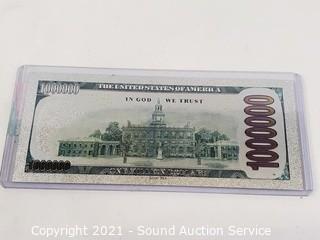 THE UNITED STATES OF AMERICA
1000000
IN GOD WE TRUST
1000000
1000000
Copyright 2021 - Sound Auction Service